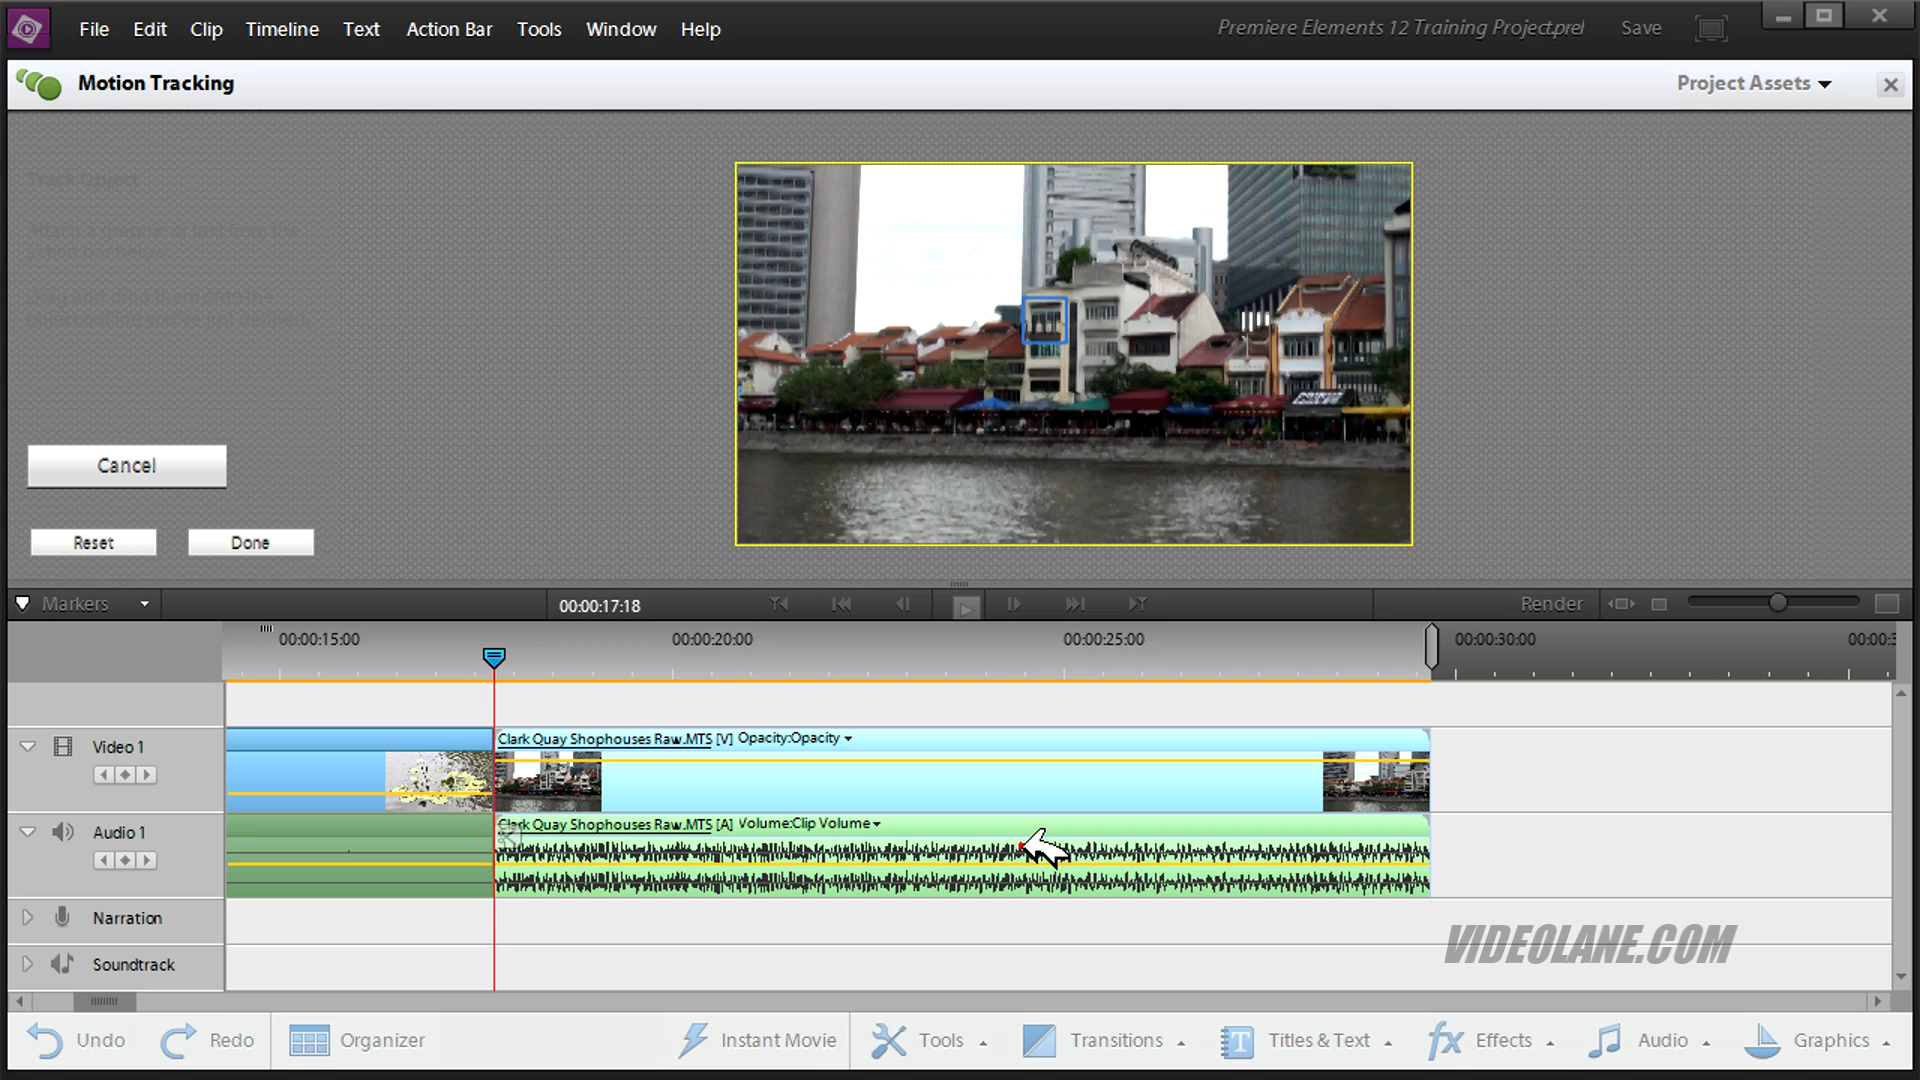 File Edit Clip Timeline Text Action Bar Tools Window Help
Premiere Elements 12 Training Project.prel Save
Motion Tracking
Project Assets
Track Object
Cancel
Reset Done
Markers
00:00:17:18
Render
00:00:15:00 00:00:20:00 00:00:25:00 00:00:30:00
Video 1
Clark Quay Shophouses Raw.MTS [V] Opacity:Opacity
Audio 1
Clark Quay Shophouses Raw.MTS [A] Volume:Clip Volume
Narration
VIDEOLANE.COM
Soundtrack
Undo Redo Organizer Instant Movie Tools Transitions Titles & Text Effects Audio Graphics